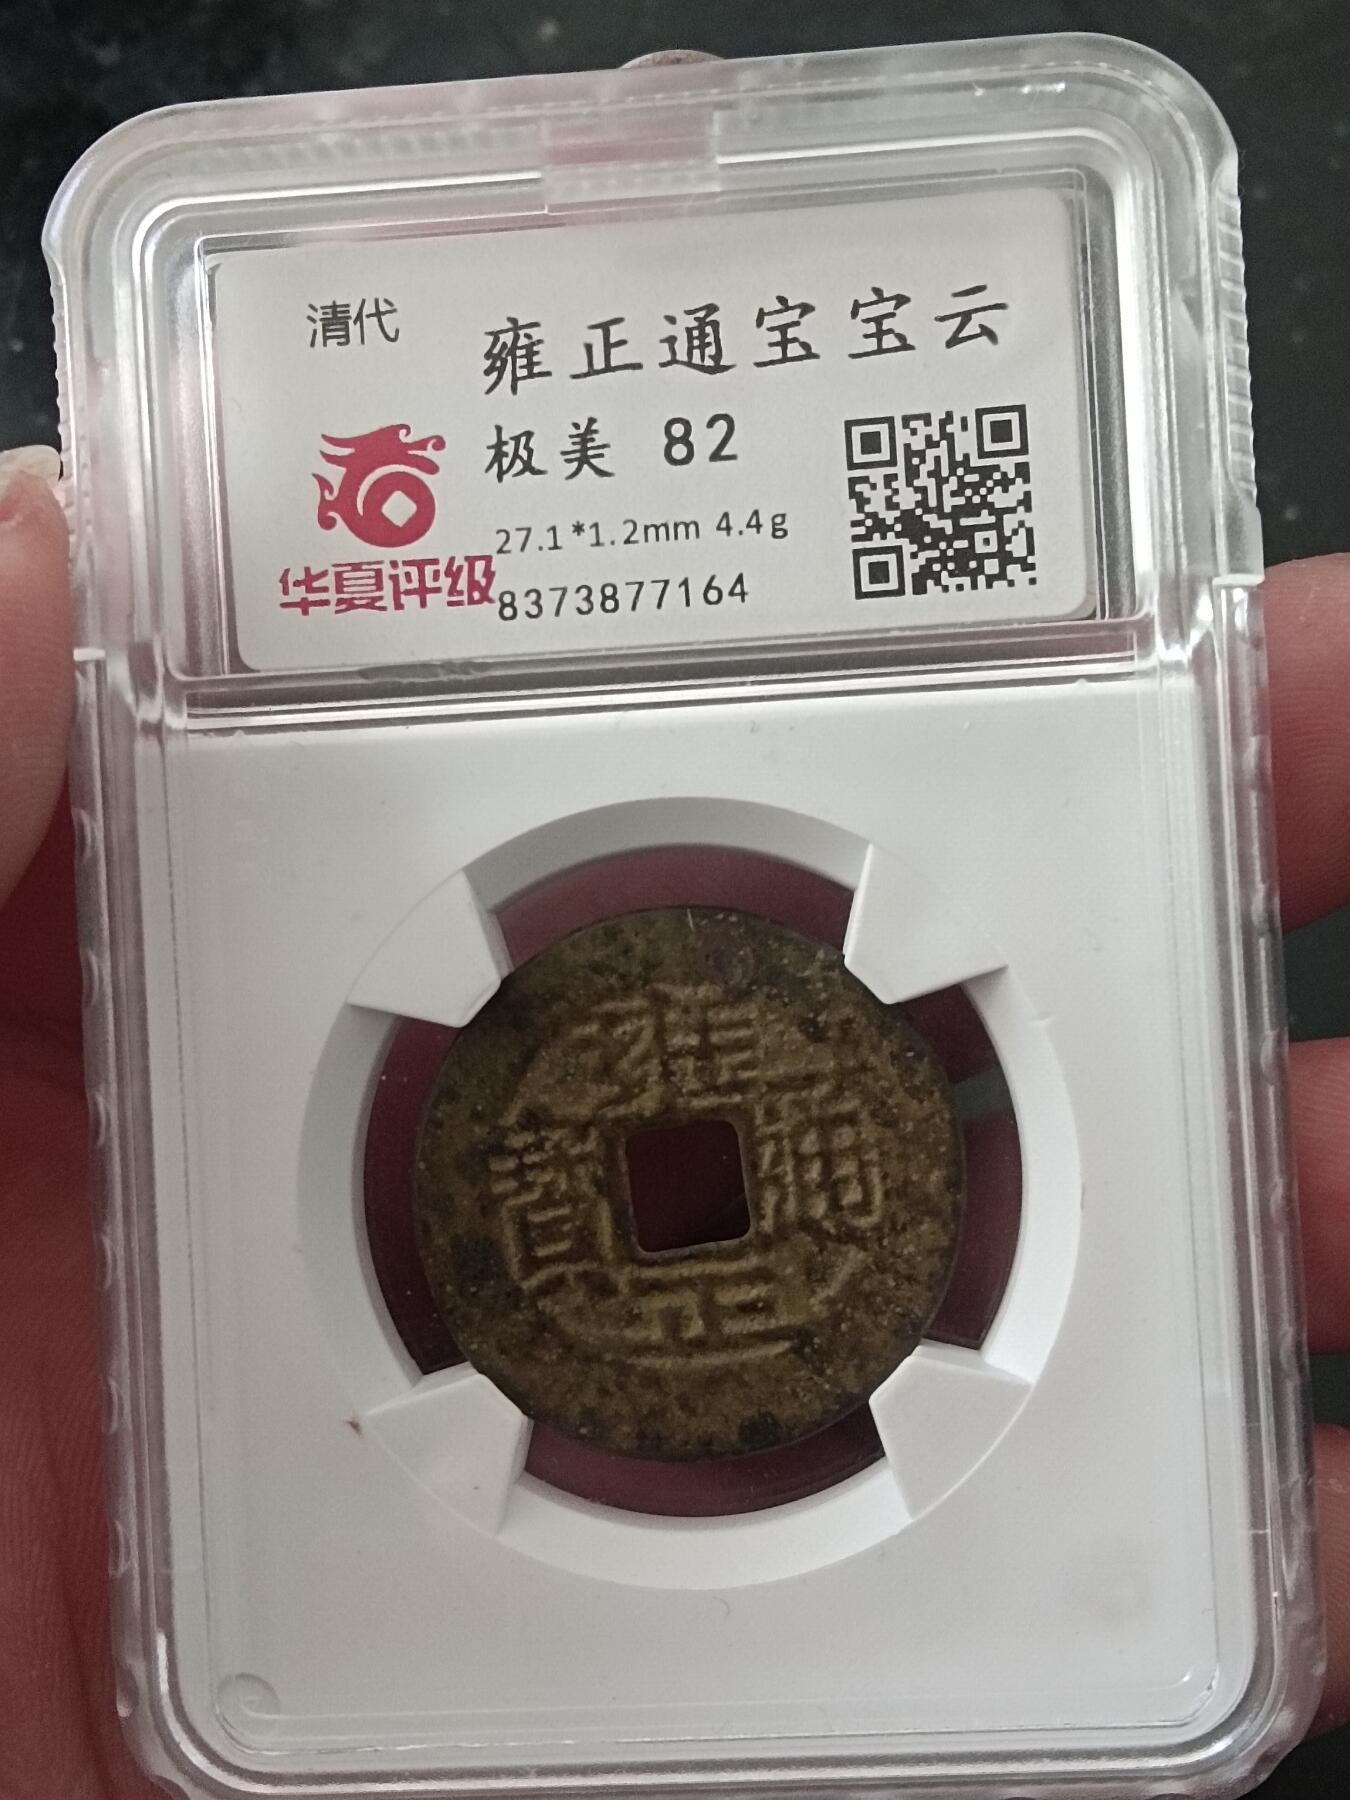 清代
雍正通宝宝云
极美 82
27.1*1.2mm 4.4g
华夏评级
8373877164
雍正通寶